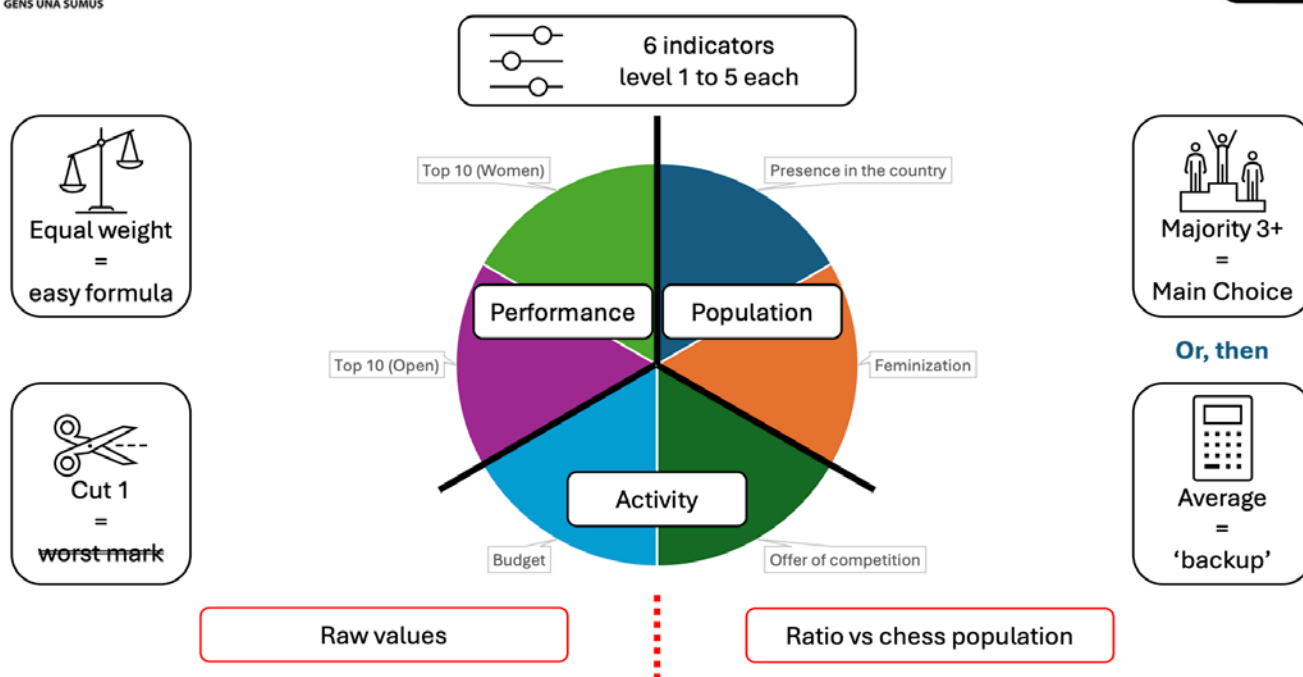 GENS UNA SUMUS
6 indicators
level 1 to 5 each
Equal weight
=
easy formula
Top 10 (Women)
Presence in the country
Majority 3+
=
Main Choice
Performance
Population
Or, then
Top 10 (Open)
Feminization
Cut 1
=
worst mark
Activity
Average
=
‘backup’
Budget
Offer of competition
Raw values
Ratio vs chess population